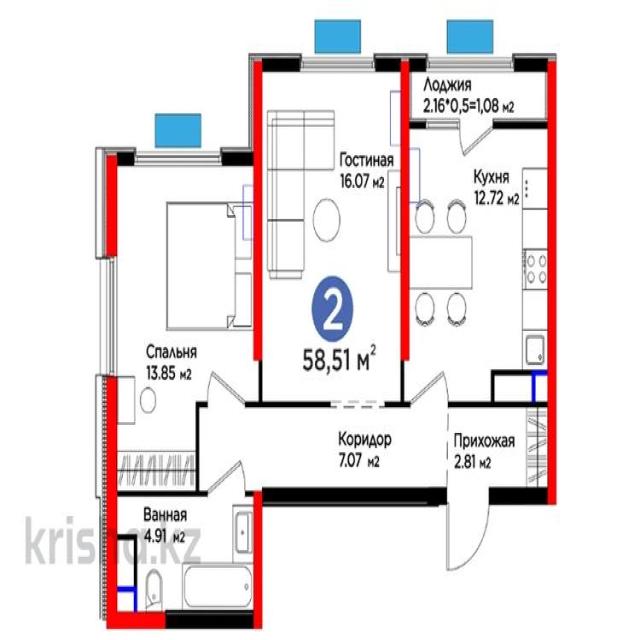 Лоджия
2.16*0,5=1,08 м2
Гостиная
16.07 м2
Кухня
12.72 м2
2
58,51 м²
Спальня
13.85 м2
Коридор
7.07 м2
Прихожая
2.81 м2
Ванная
4.91 м2
krisha.kz